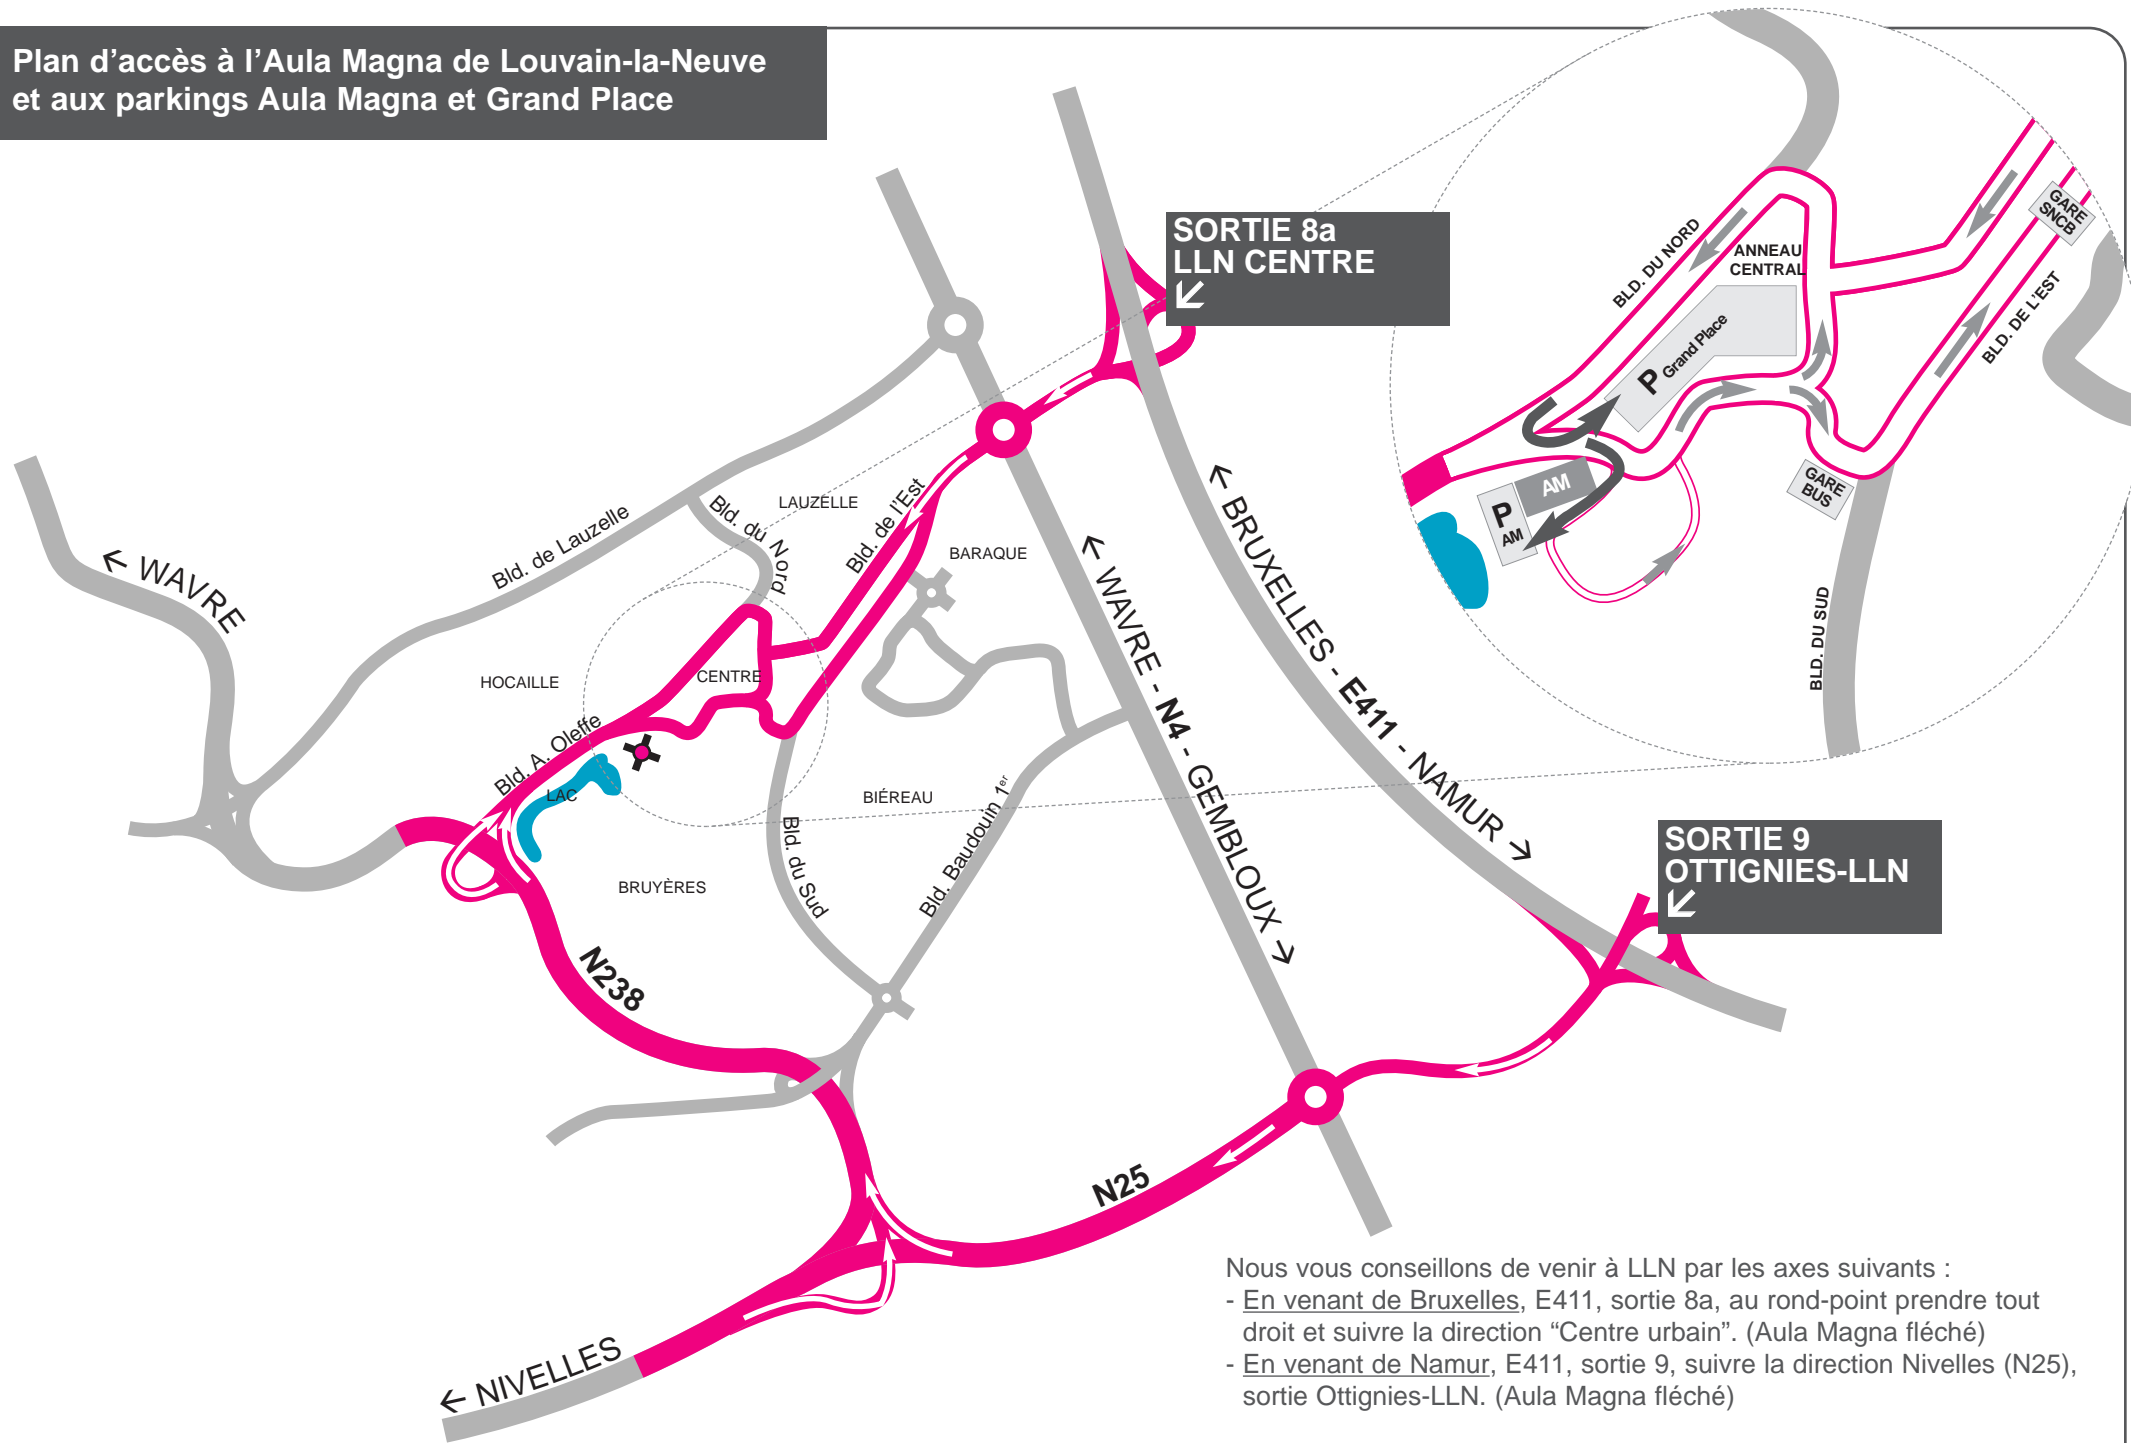 Plan d'accès à l'Aula Magna de Louvain-la-Neuve
et aux parkings Aula Magna et Grand Place
SORTIE 8a
LLN CENTRE
BLD. DU NORD
ANNEAU
CENTRAL
GARE
SNCB
BLD. DE L'EST
P Grand Place
AM
P
AM
GARE
BUS
BLD. DU SUD
← WAVRE
Bld. de Lauzelle
Bld. du Nord
LAUZELLE
Bld. de l'Est
BARAQUE
HOCAILLE
CENTRE
Bld. A. Oleffe
LAC
BIÉREAU
BRUYÈRES
Bld. du Sud
Bld. Baudouin 1er
← WAVRE - N4 - GEMBLOUX →
← BRUXELLES - E411 - NAMUR →
SORTIE 9
OTTIGNIES-LLN
N238
N25
← NIVELLES
Nous vous conseillons de venir à LLN par les axes suivants :
- En venant de Bruxelles, E411, sortie 8a, au rond-point prendre tout
droit et suivre la direction “Centre urbain”. (Aula Magna fléché)
- En venant de Namur, E411, sortie 9, suivre la direction Nivelles (N25),
sortie Ottignies-LLN. (Aula Magna fléché)